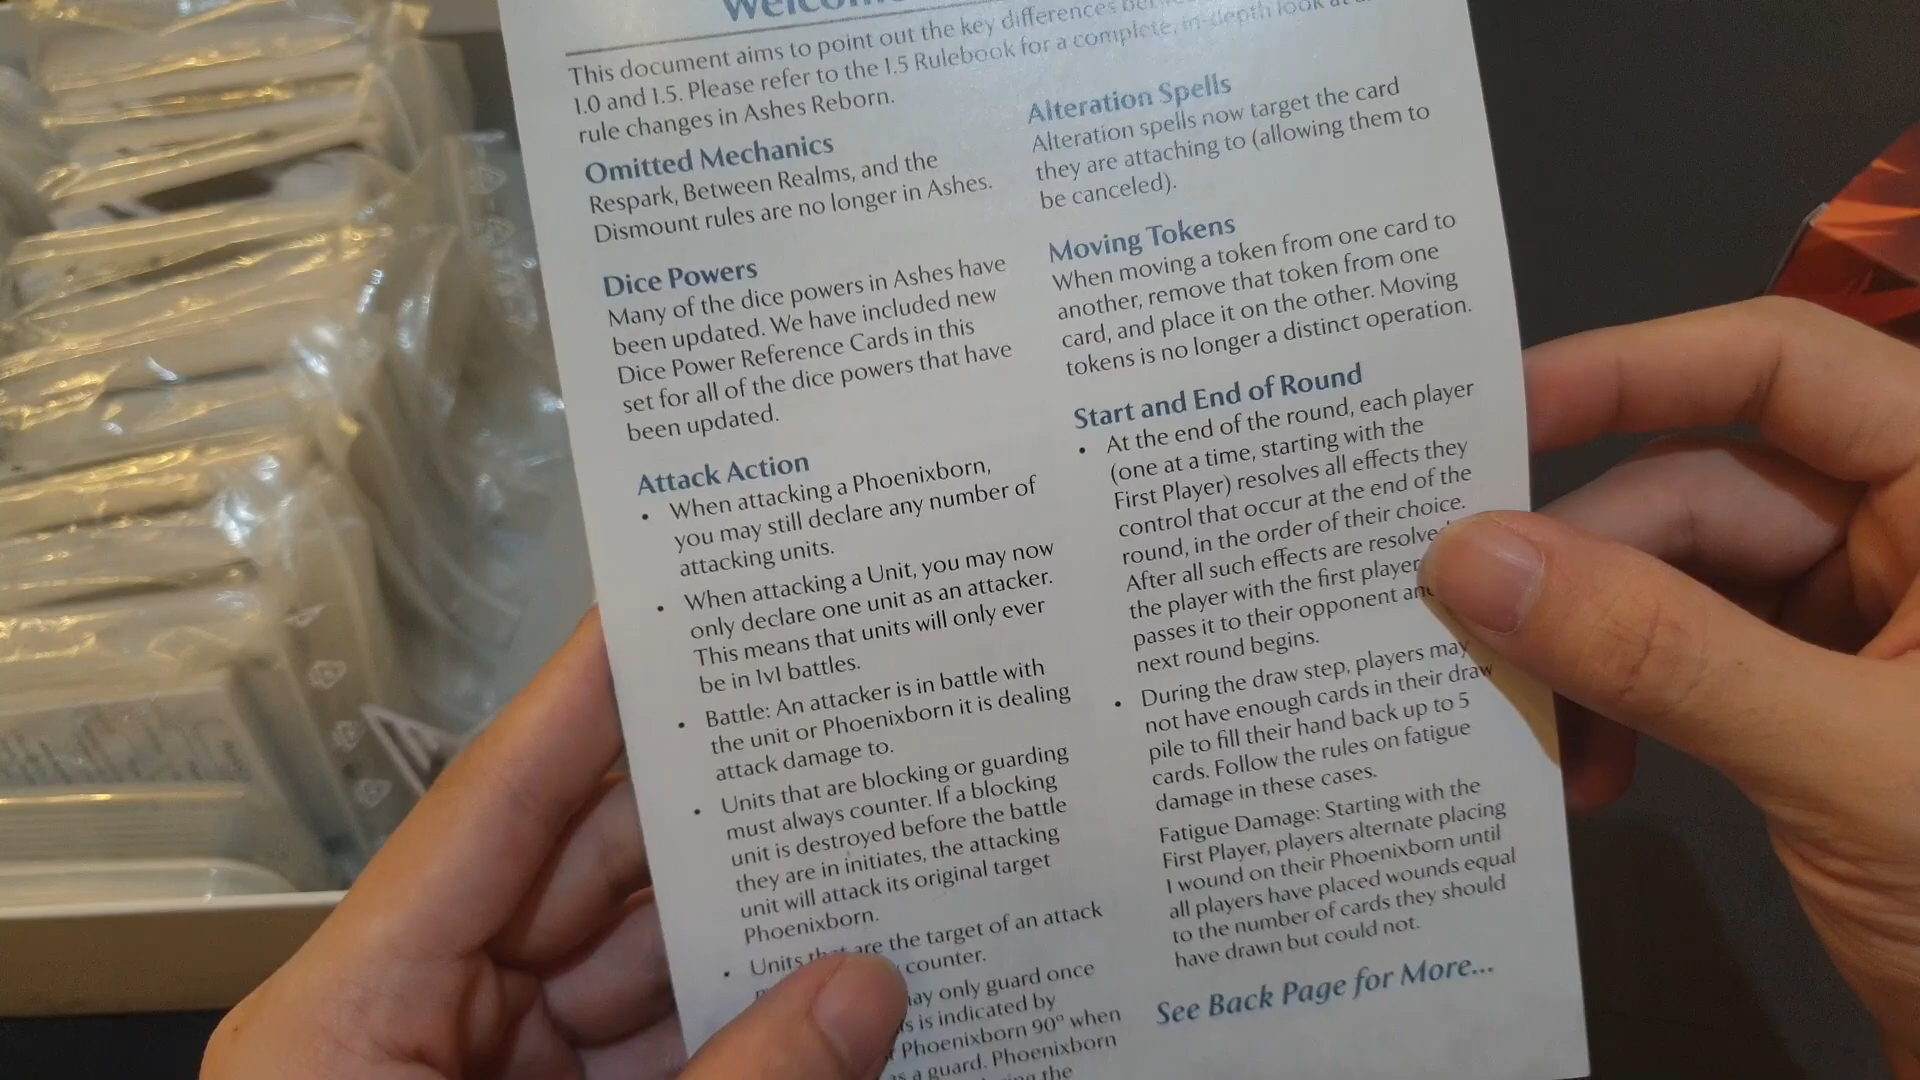 Welcome
This document aims to point out the key differences
1.0 and 1.5. Please refer to the 1.5 Rulebook for a complete, in-depth look at
rule changes in Ashes Reborn.
Omitted Mechanics
Respark, Between Realms, and the
Dismount rules are no longer in Ashes.
Dice Powers
Many of the dice powers in Ashes have
been updated. We have included new
Dice Power Reference Cards in this
set for all of the dice powers that have
been updated.
Attack Action
• When attacking a Phoenixborn,
you may still declare any number of
attacking units.
• When attacking a Unit, you may now
only declare one unit as an attacker.
This means that units will only ever
be in 1v1 battles.
• Battle: An attacker is in battle with
the unit or Phoenixborn it is dealing
attack damage to.
• Units that are blocking or guarding
must always counter. If a blocking
unit is destroyed before the battle
they are in initiates, the attacking
unit will attack its original target
Phoenixborn.
• Units that are the target of an attack
counter.
may only guard once
is indicated by
Phoenixborn 90° when
as a guard. Phoenixborn
the
Alteration Spells
Alteration spells now target the card
they are attaching to (allowing them to
be canceled).
Moving Tokens
When moving a token from one card to
another, remove that token from one
card, and place it on the other. Moving
tokens is no longer a distinct operation.
Start and End of Round
• At the end of the round, each player
(one at a time, starting with the
First Player) resolves all effects they
control that occur at the end of the
round, in the order of their choice.
After all such effects are resolved
the player with the first player
passes it to their opponent and
next round begins.
• During the draw step, players may
not have enough cards in their draw
pile to fill their hand back up to 5
cards. Follow the rules on fatigue
damage in these cases.
Fatigue Damage: Starting with the
First Player, players alternate placing
1 wound on their Phoenixborn until
all players have placed wounds equal
to the number of cards they should
have drawn but could not.
See Back Page for More...